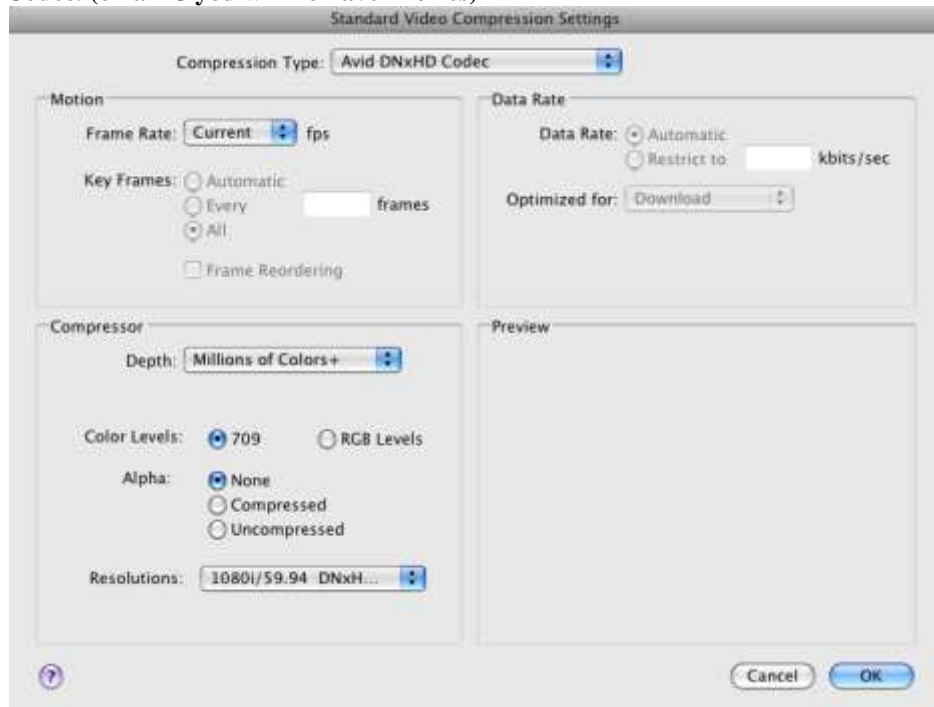 Standard Video Compression Settings
Compression Type: Avid DNxHD Codec
Motion
Frame Rate: Current fps
Key Frames: Automatic
Every frames
All
Frame Reordering
Data Rate
Data Rate: Automatic
Restrict to kbits/sec
Optimized for: Download
Compressor
Depth: Millions of Colors+
Color Levels: 709 RGB Levels
Alpha: None
Compressed
Uncompressed
Resolutions: 1080i/59.94 DNxH...
Preview
?
Cancel OK